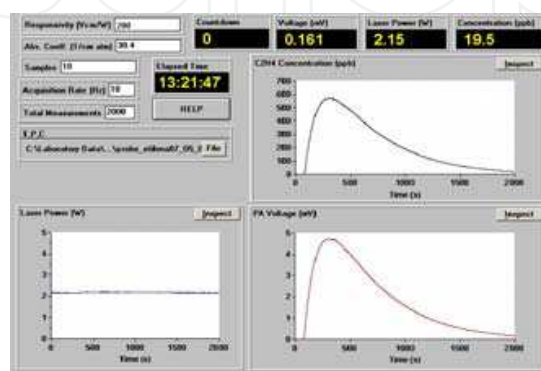 Responsivity (Vcm/W) 280
Abs. Coeff. (1/cm atm) 30.4
Countdown
0
Voltage (mV)
0.161
Laser Power (W)
2.15
Concentration (ppb)
19.5
Samples 10
Acquisition Rate (Hz) 10
Total Measurements 2000
Elapsed Time
13:21:47
HELP
File
C2H4 Concentration (ppb)
Inspect
700
600
500
400
300
200
100
0
0 500 1000 1500 2000
Time (s)
Laser Power (W)
Inspect
5
4
3
2
1
0
0 500 1000 1500 2000
Time (s)
PA Voltage (mV)
Inspect
5
4
3
2
1
0
0 500 1000 1500 2000
Time (s)